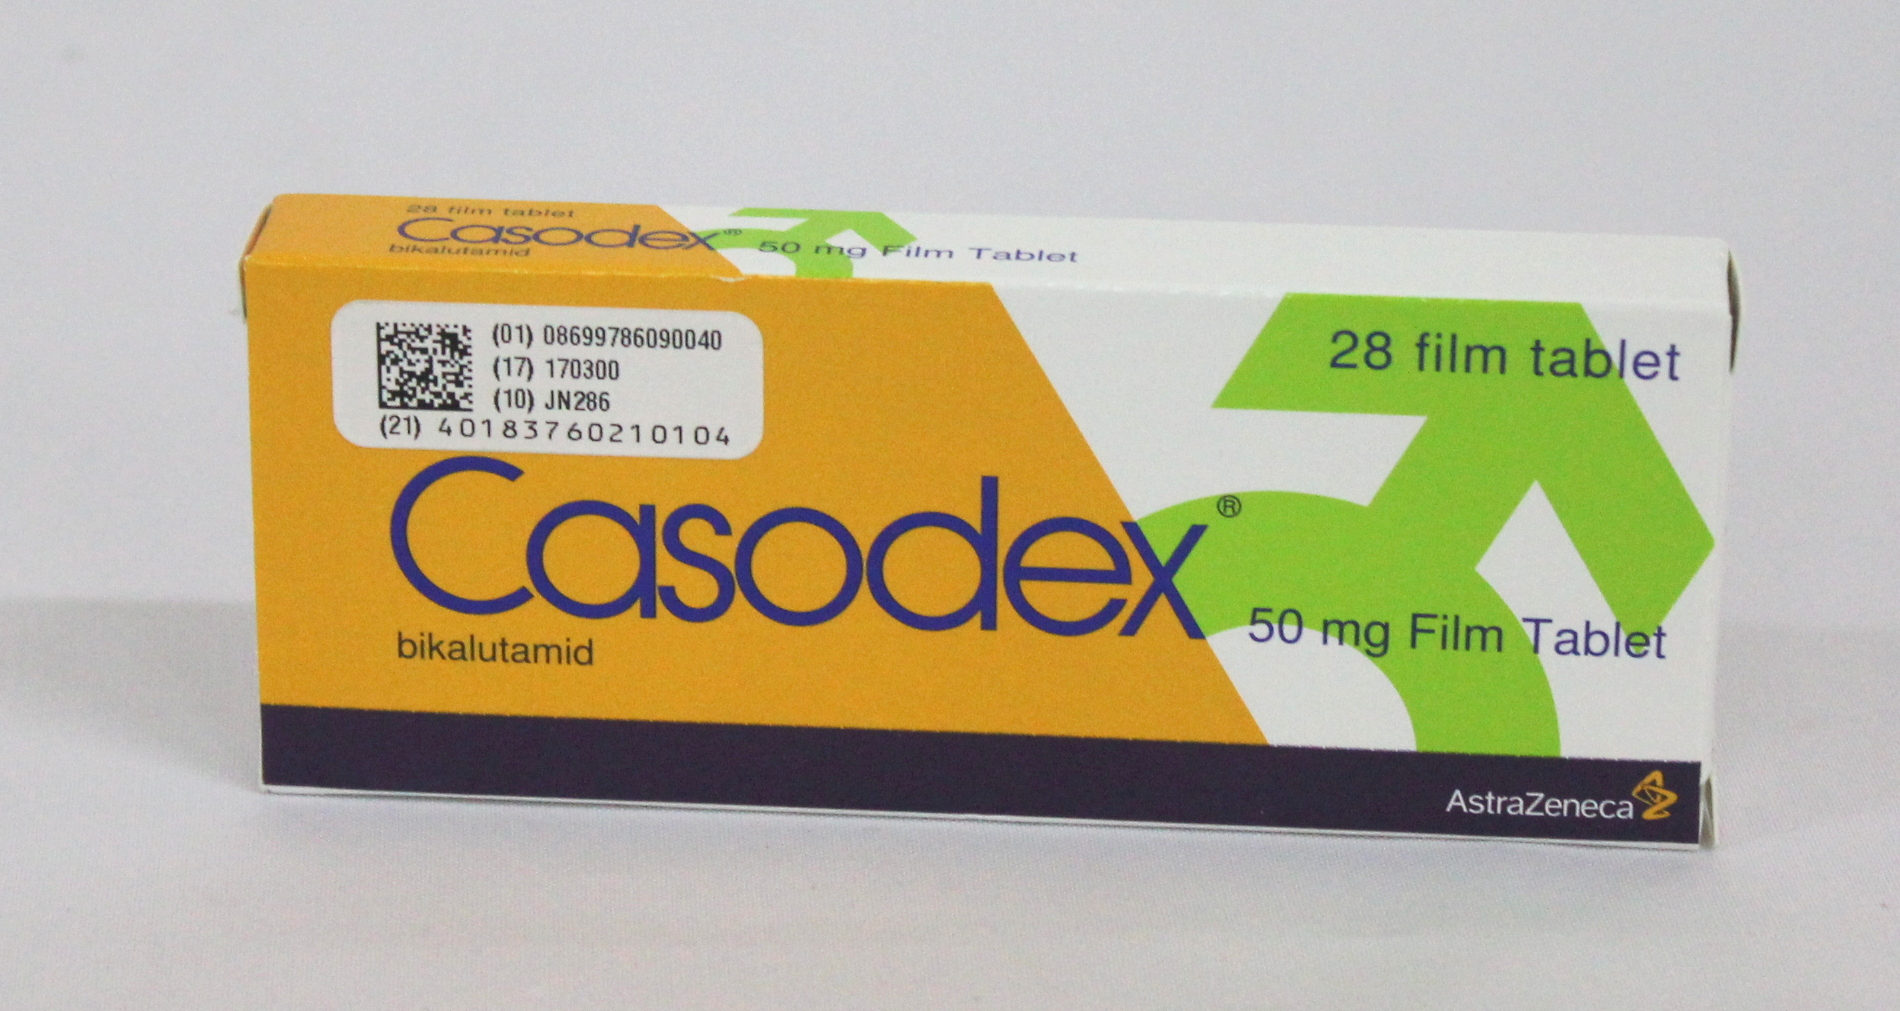 28 film tablet
Casodex® 50 mg Film Tablet
bikalutamid
(01) 08699786090040
(17) 170300
(10) JN286
(21) 40183760210104
28 film tablet
Casodex® 50 mg Film Tablet
bikalutamid
AstraZeneca